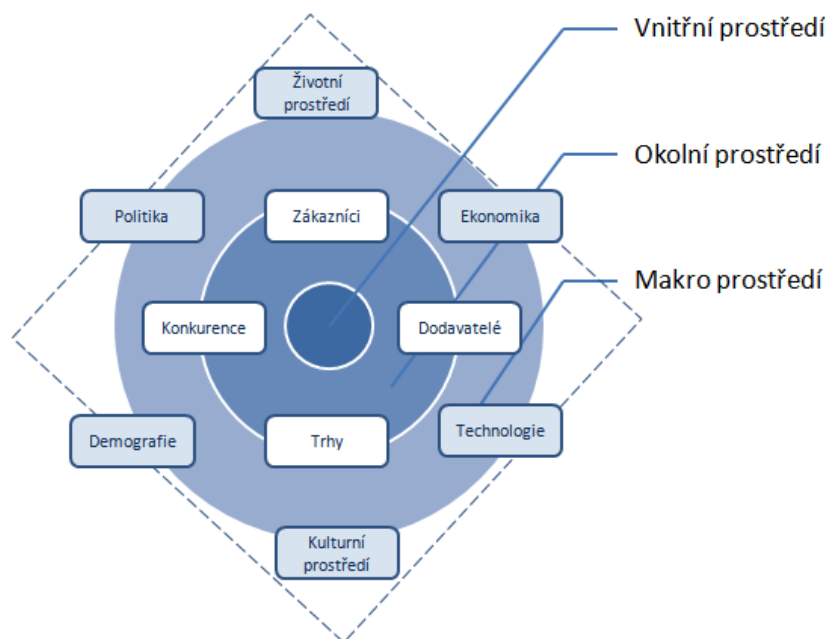 Vnitřní prostředí
Životní
prostředí
Okolní prostředí
Politika
Zákazníci
Ekonomika
Makro prostředí
Konkurence
Dodavatelé
Demografie
Trhy
Technologie
Kulturní
prostředí